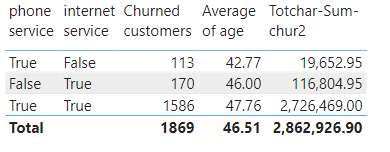 phone service internet service Churned customers Average of age Totchar-Sum-chur2
True False 113 42.77 19,652.95
False True 170 46.00 116,804.95
True True 1586 47.76 2,726,469.00
Total 1869 46.51 2,862,926.90